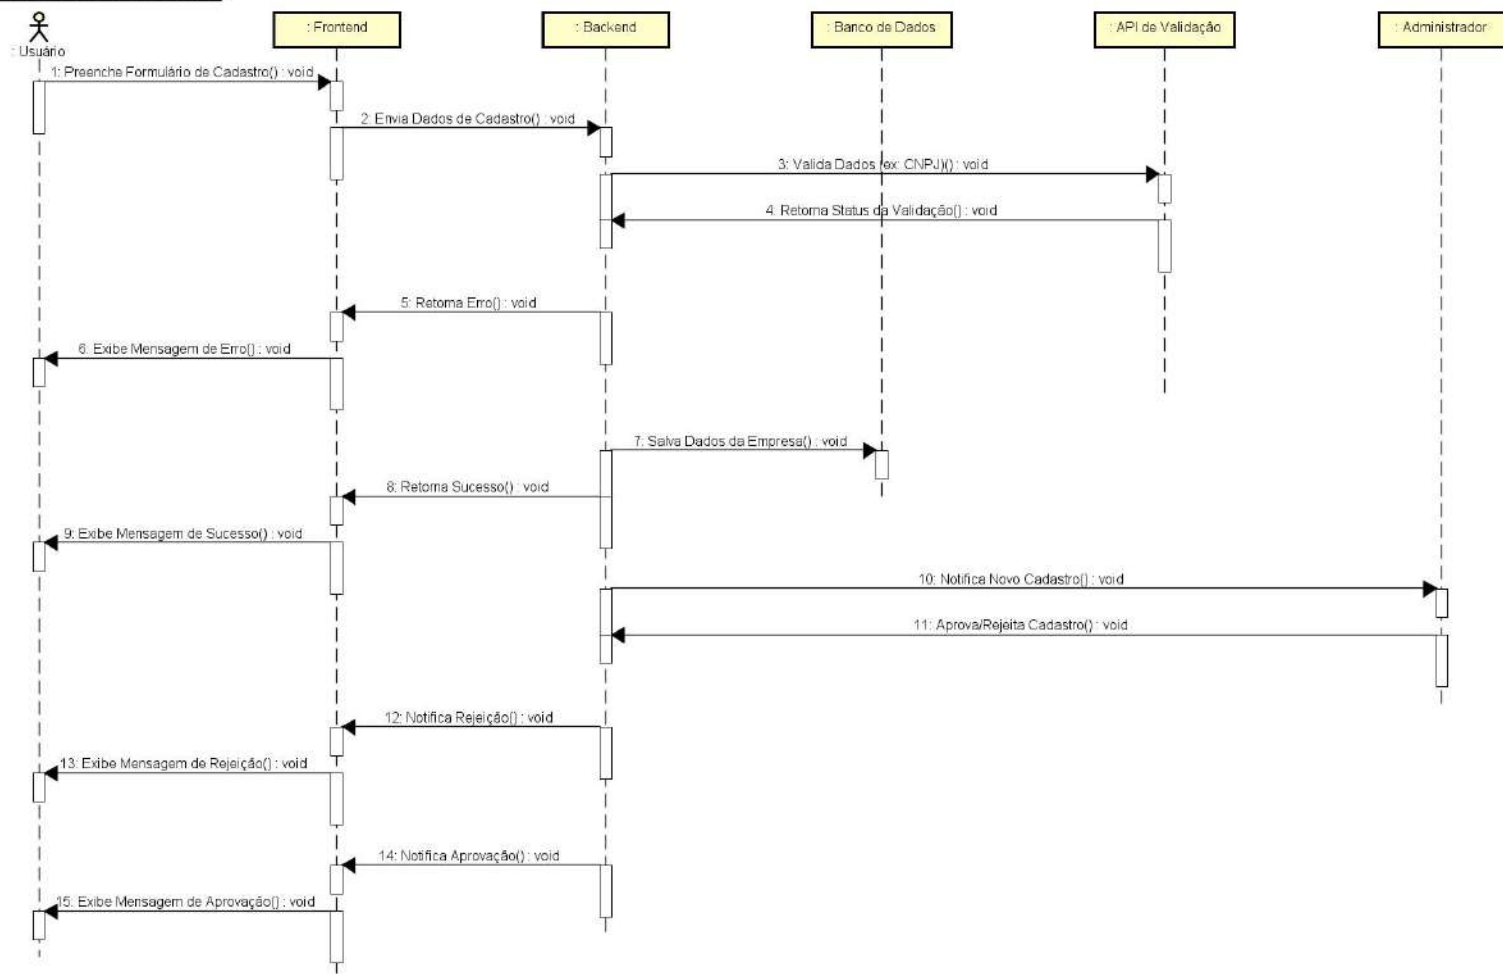 : Usuário
: Frontend
: Backend
: Banco de Dados
: API de Validação
: Administrador
1: Preenche Formulário de Cadastro() : void
2: Envia Dados de Cadastro() : void
3: Valida Dados (ex: CNPJ)() : void
4: Retorna Status da Validação() : void
5: Retorna Erro() : void
6: Exibe Mensagem de Erro() : void
7: Salva Dados da Empresa() : void
8: Retorna Sucesso() : void
9: Exibe Mensagem de Sucesso() : void
10: Notifica Novo Cadastro() : void
11: Aprova/Rejeita Cadastro() : void
12: Notifica Rejeição() : void
13: Exibe Mensagem de Rejeição() : void
14: Notifica Aprovação() : void
15: Exibe Mensagem de Aprovação() : void